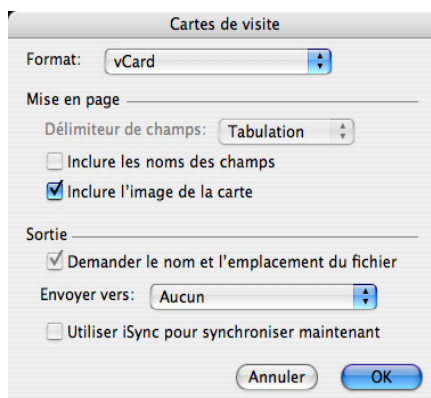 Cartes de visite
Format: vCard
Mise en page
Délimiteur de champs: Tabulation
Inclure les noms des champs
Inclure l'image de la carte
Sortie
Demander le nom et l'emplacement du fichier
Envoyer vers: Aucun
Utiliser iSync pour synchroniser maintenant
Annuler OK